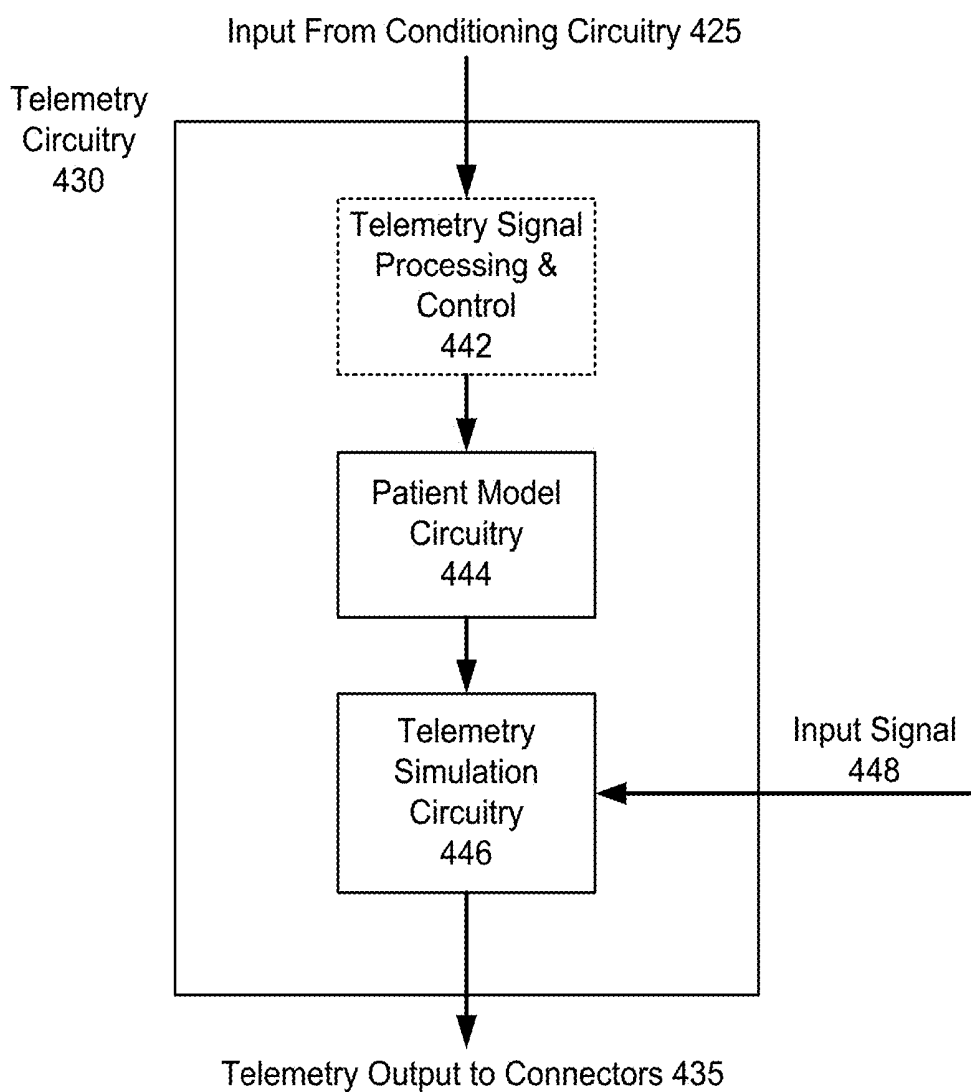 Input From Conditioning Circuitry 425
Telemetry
Circuitry
430
Telemetry Signal
Processing &
Control
442
Patient Model
Circuitry
444
Telemetry
Simulation
Circuitry
446
Input Signal
448
Telemetry Output to Connectors 435